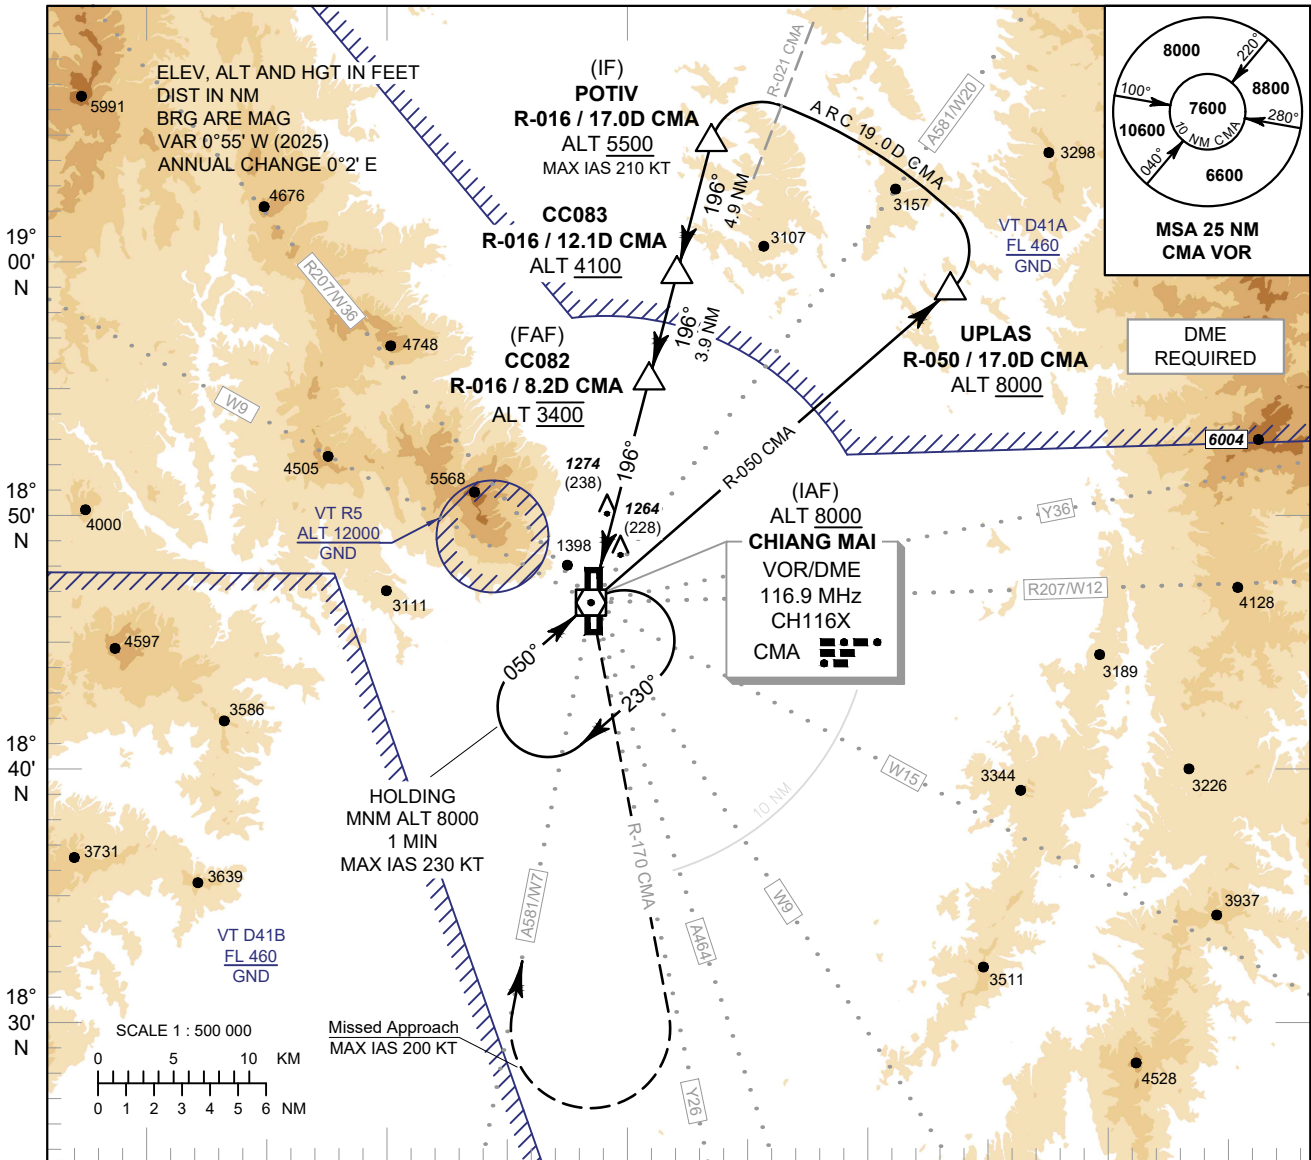 ELEV, ALT AND HGT IN FEET
DIST IN NM
BRG ARE MAG
VAR 0°55' W (2025)
ANNUAL CHANGE 0°2' E
5991
4676
(IF)
POTIV
R-016 / 17.0D CMA
ALT 5500
MAX IAS 210 KT
CC083
R-016 / 12.1D CMA
ALT 4100
(FAF)
CC082
R-016 / 8.2D CMA
ALT 3400
196°
4.9 NM
196°
3.9 NM
196°
R-021 CMA
ARC 19.0D CMA
A581/W20
3157
3107
3298
VT D41A
FL 460
GND
UPLAS
R-050 / 17.0D CMA
ALT 8000
R-050 CMA
8000
220°
100°
8800
7600
10 NM CMA
280°
10600
040°
6600
MSA 25 NM
CMA VOR
DME
REQUIRED
6004
19°
00'
N
18°
50'
N
18°
40'
N
18°
30'
N
R207/W36
4748
W9
4505
5568
4000
VT R5
ALT 12000
GND
3111
1274
(238)
1264
(228)
1398
(IAF)
ALT 8000
CHIANG MAI
VOR/DME
116.9 MHz
CH116X
CMA
Y36
R207/W12
4128
3189
4597
3586
050°
230°
HOLDING
MNM ALT 8000
1 MIN
MAX IAS 230 KT
W15
3344
3226
10 NM
R-170 CMA
3731
3639
A581/W7
A464
W9
3937
3511
VT D41B
FL 460
GND
Missed Approach
MAX IAS 200 KT
Y26
4528
SCALE 1 : 500 000
0 5 10 KM
0 1 2 3 4 5 6 NM